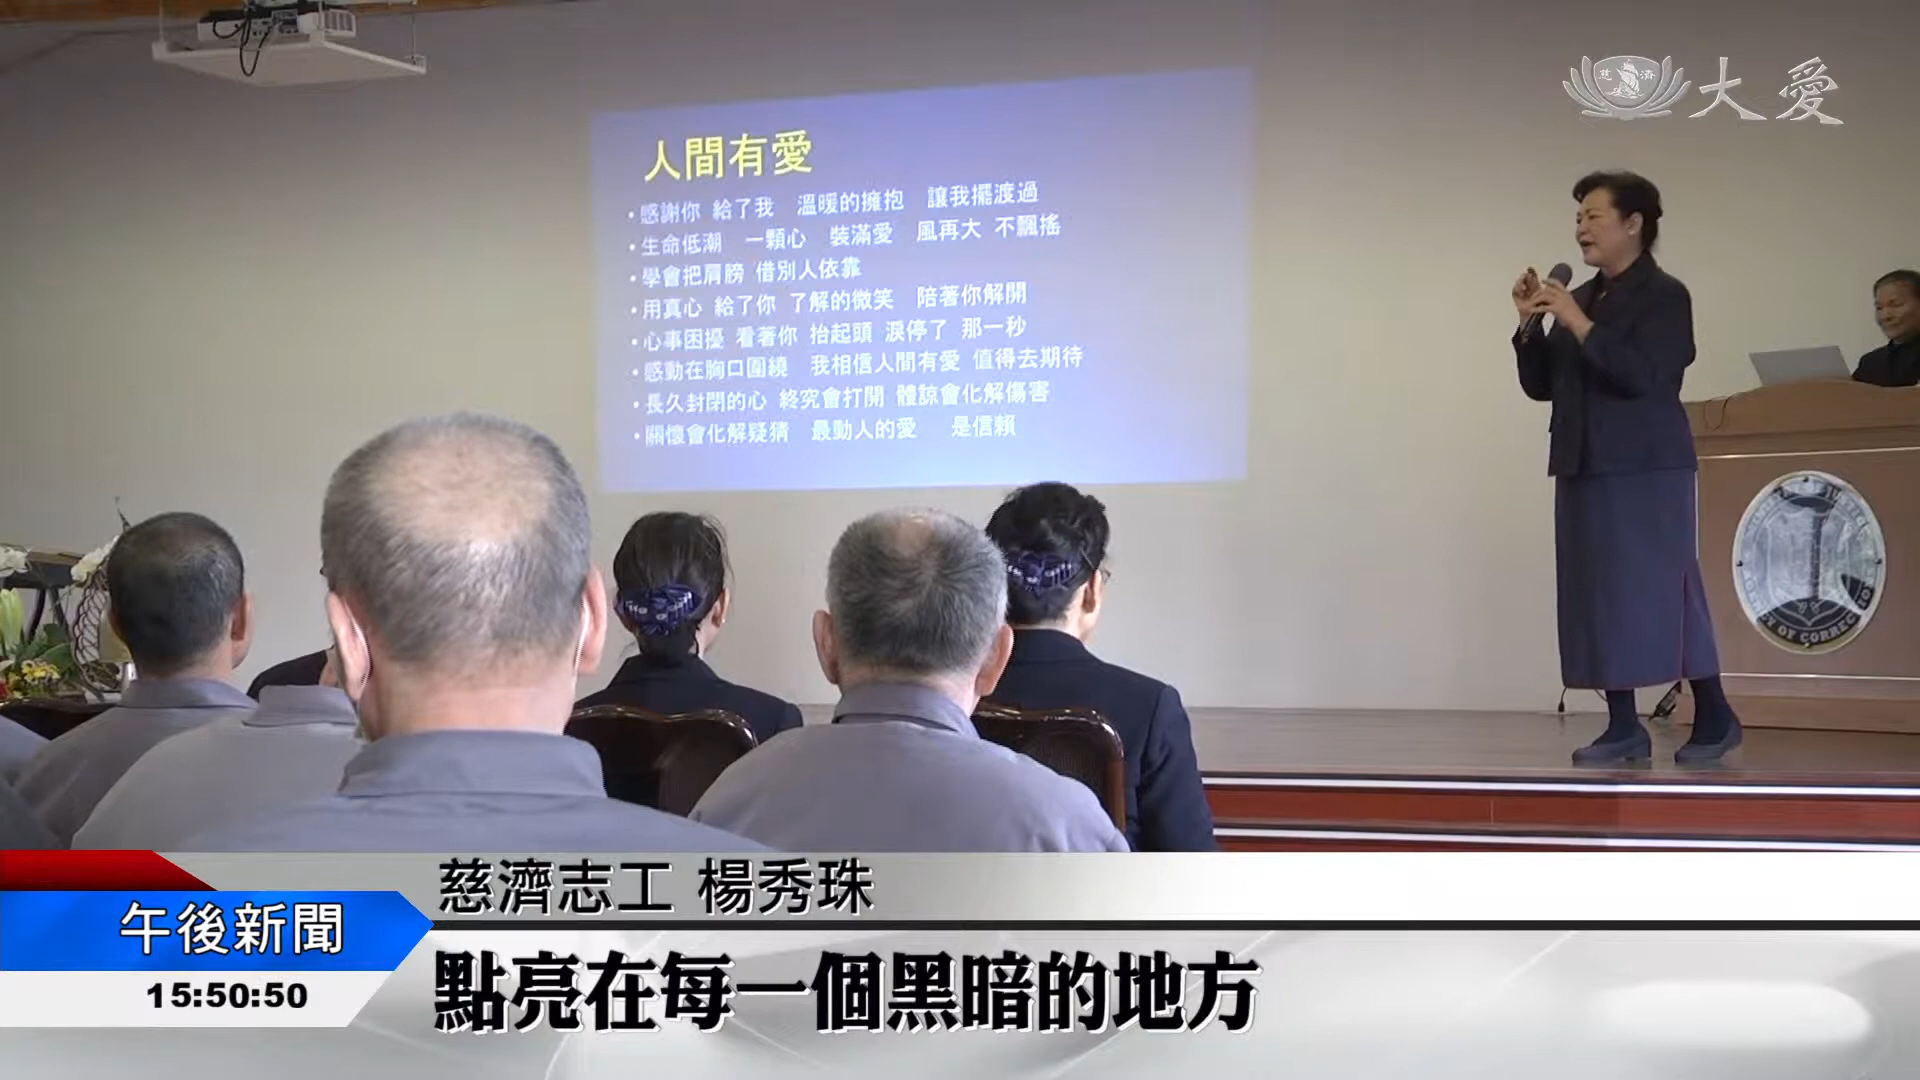 慈濟
大愛
人間有愛
•感謝你 給了我 溫暖的擁抱 讓我擺渡過
•生命低潮 一顆心 裝滿愛 風再大 不飄搖
•學會把肩膀 借別人依靠
•用真心 給了你 了解的微笑 陪著你解開
•心事困擾 看著你 抬起頭 淚停了 那一秒
•感動在胸口圍繞 我相信人間有愛 值得去期待
•長久封閉的心 終究會打開 體諒會化解傷害
•關懷會化解疑猜 最動人的愛 是信賴
慈濟志工 楊秀珠
午後新聞
15:50:50
點亮在每一個黑暗的地方